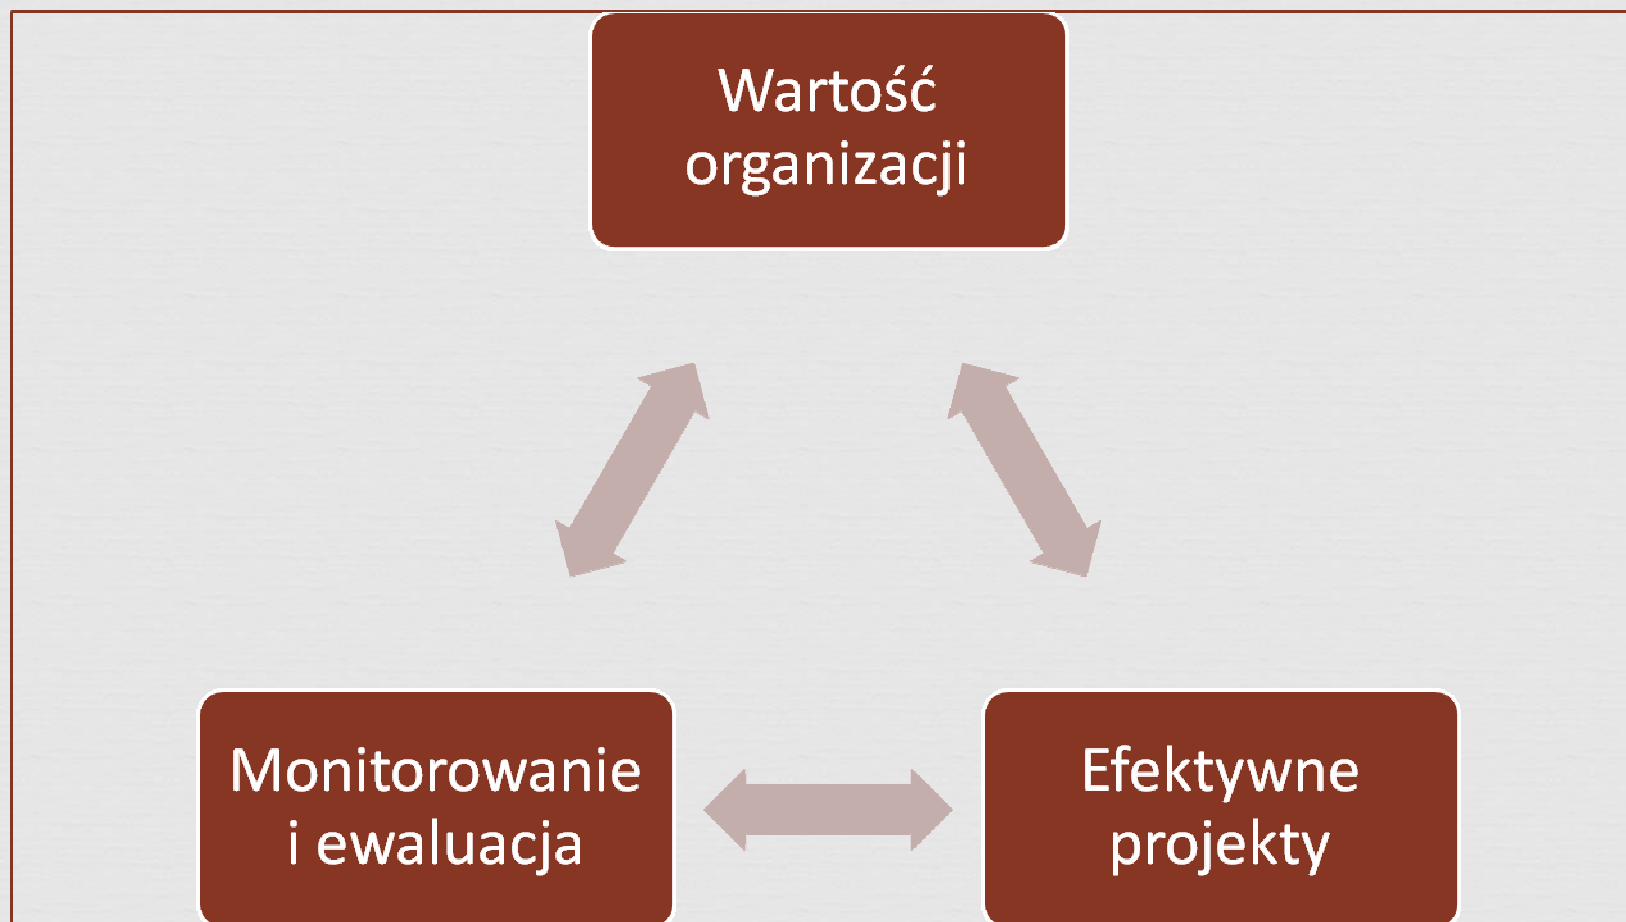 Wartość
organizacji
Monitorowanie
i ewaluacja
Efektywne
projekty